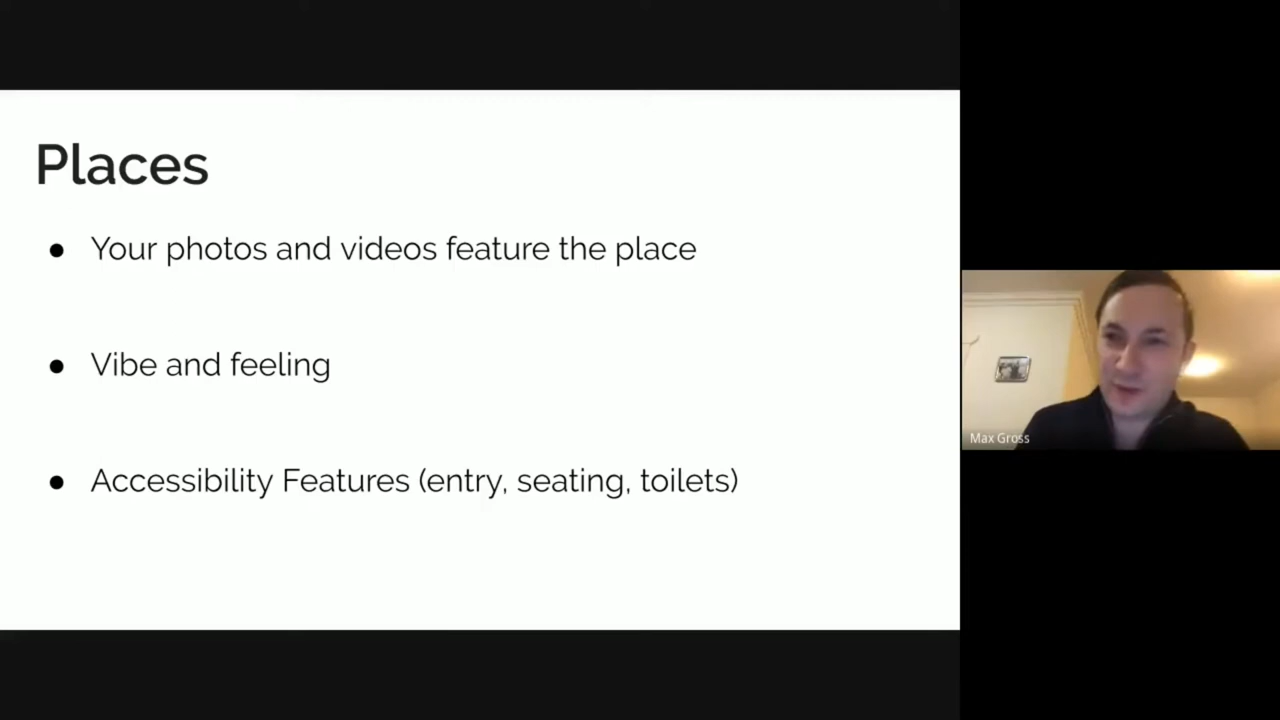 Places
● Your photos and videos feature the place
● Vibe and feeling
● Accessibility Features (entry, seating, toilets)
Max Gross